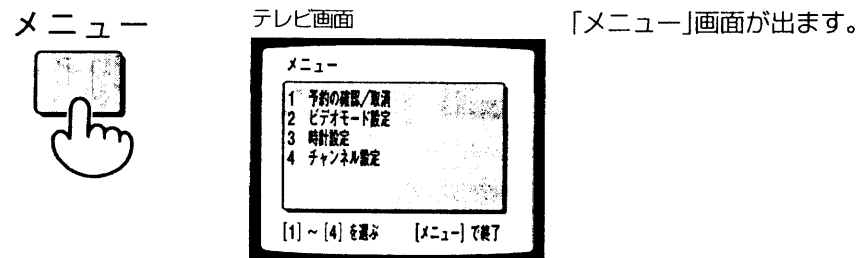 メニュー
テレビ画面
「メニュー」画面が出ます。
メニュー
1 予約の確認/取消
2 ビデオモード設定
3 時計設定
4 チャンネル設定
[1]~[4]を選ぶ [メニュー]で終了